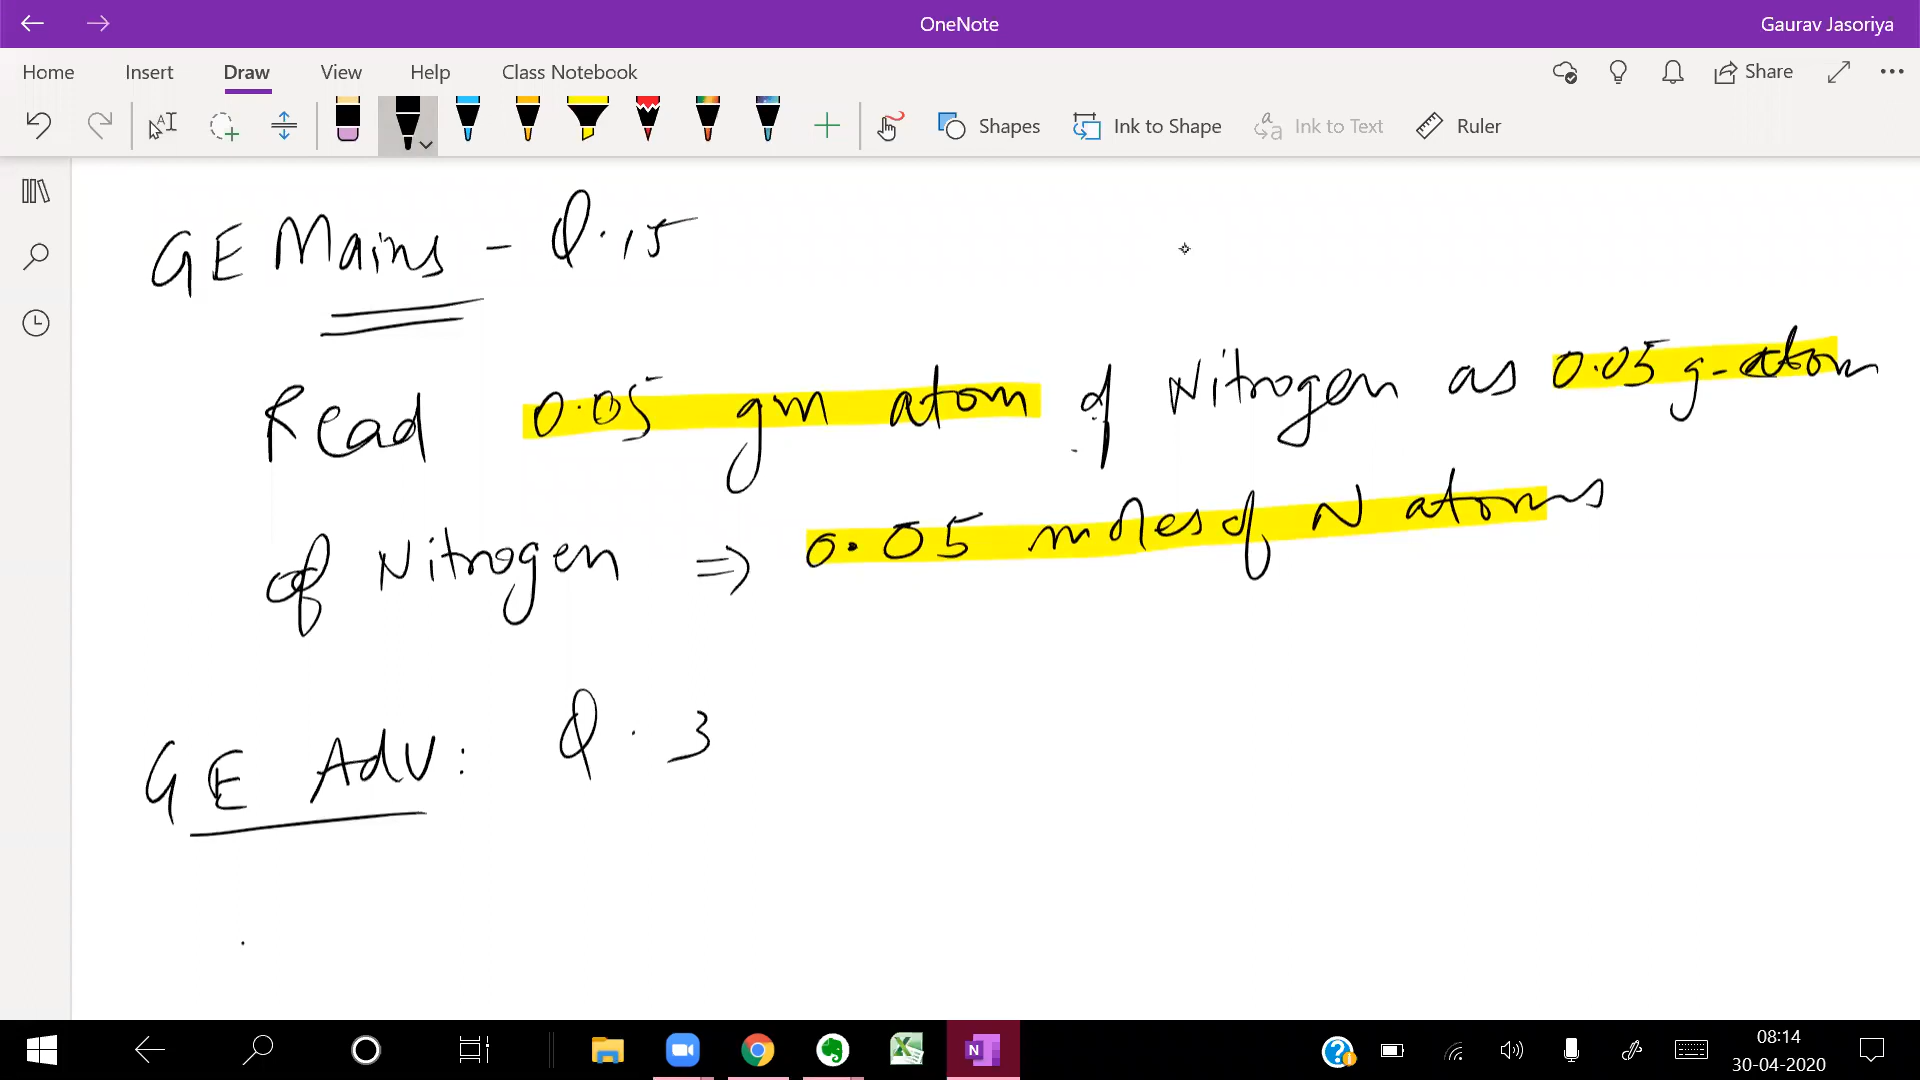 OneNote
Gaurav Jasoriya
Home Insert Draw View Help Class Notebook
Share
Shapes Ink to Shape Ink to Text Ruler
GE Mains - Q.15
Read 0.05 gm atom of Nitrogen as 0.05 g-atom
of Nitrogen ⇒ 0.05 moles of N atoms
GE Adv: Q. 3
08:14
30-04-2020